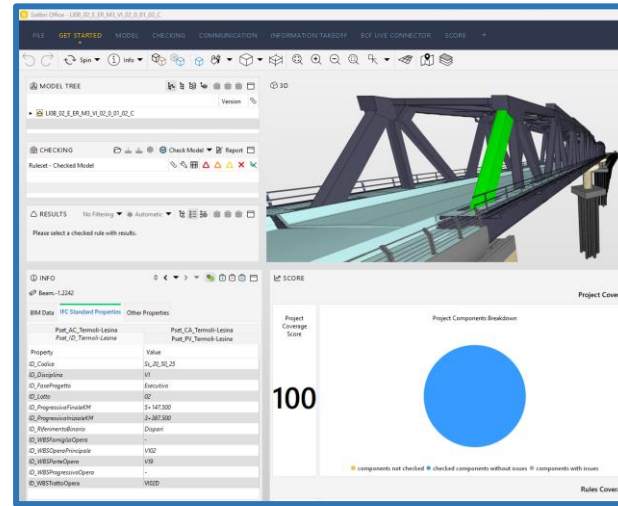 Solibri Office - LI0B_02_E_ER_M3_VI_02_0_01_02_C
FILE GET STARTED MODEL CHECKING COMMUNICATION INFORMATION TAKEOFF BCF LIVE CONNECTOR SCORE +
Spin Info
MODEL TREE
Version
LI0B_02_E_ER_M3_VI_02_0_01_02_C
CHECKING Check Model Report
Ruleset - Checked Model
RESULTS No Filtering Automatic
Please select a checked rule with results.
3D
INFO
Beam.-1.2242
BIM Data IFC Standard Properties Other Properties
Pset_AC_Termoli-Lesina Pset_CA_Termoli-Lesina
Pset_ID_Termoli-Lesina Pset_PV_Termoli-Lesina
Property Value
ID_Codice Ss_20_50_25
ID_Disciplina VI
ID_FaseProgetto Esecutivo
ID_Lotto 02
ID_ProgressivaFinaleKM 5+147,500
ID_ProgressivaInizialeKM 3+387,500
ID_RiferimentoBinario Dispari
ID_WBSFamigliaOpera -
ID_WBSOperaPrincipale VI02
ID_WBSParteOpera V19
ID_WBSProgressivaOpera -
ID_WBSTrattoOpera VI02D
SCORE
Project Cover
Project
Coverage
Score
100
Project Components Breakdown
components not checked checked components without issues components with issues
Rules Cover